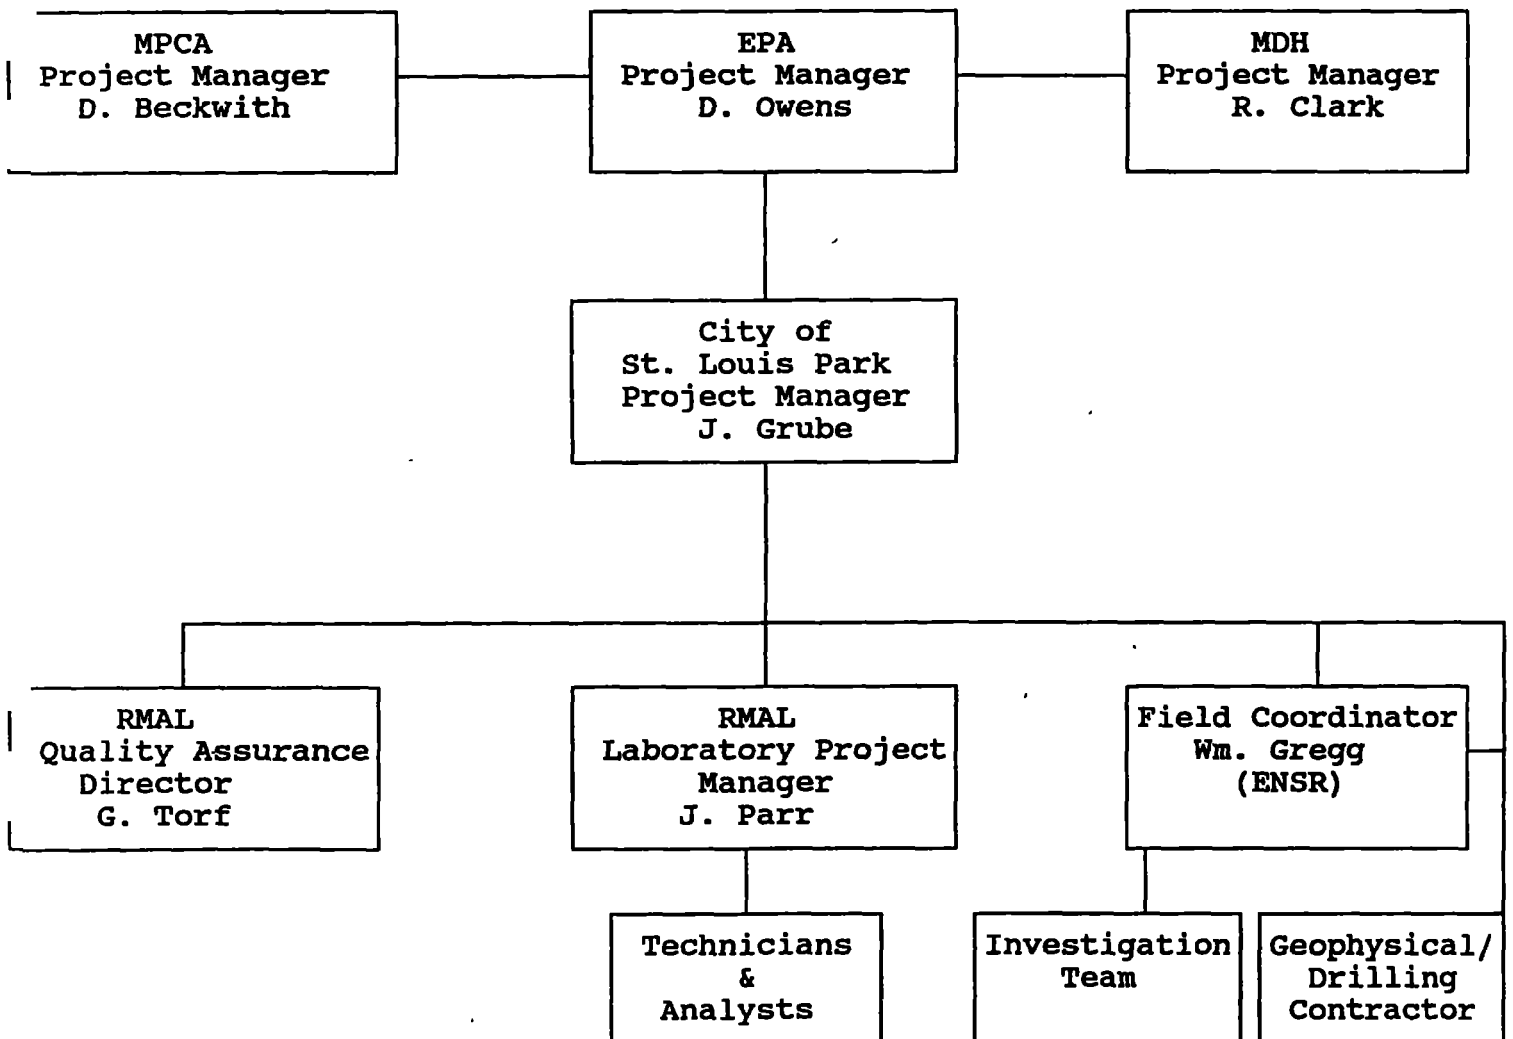 MPCA
Project Manager
D. Beckwith
EPA
Project Manager
D. Owens
MDH
Project Manager
R. Clark
City of
St. Louis Park
Project Manager
J. Grube
RMAL
Quality Assurance
Director
G. Torf
RMAL
Laboratory Project
Manager
J. Parr
Field Coordinator
Wm. Gregg
(ENSR)
Technicians
&
Analysts
Investigation
Team
Geophysical/
Drilling
Contractor